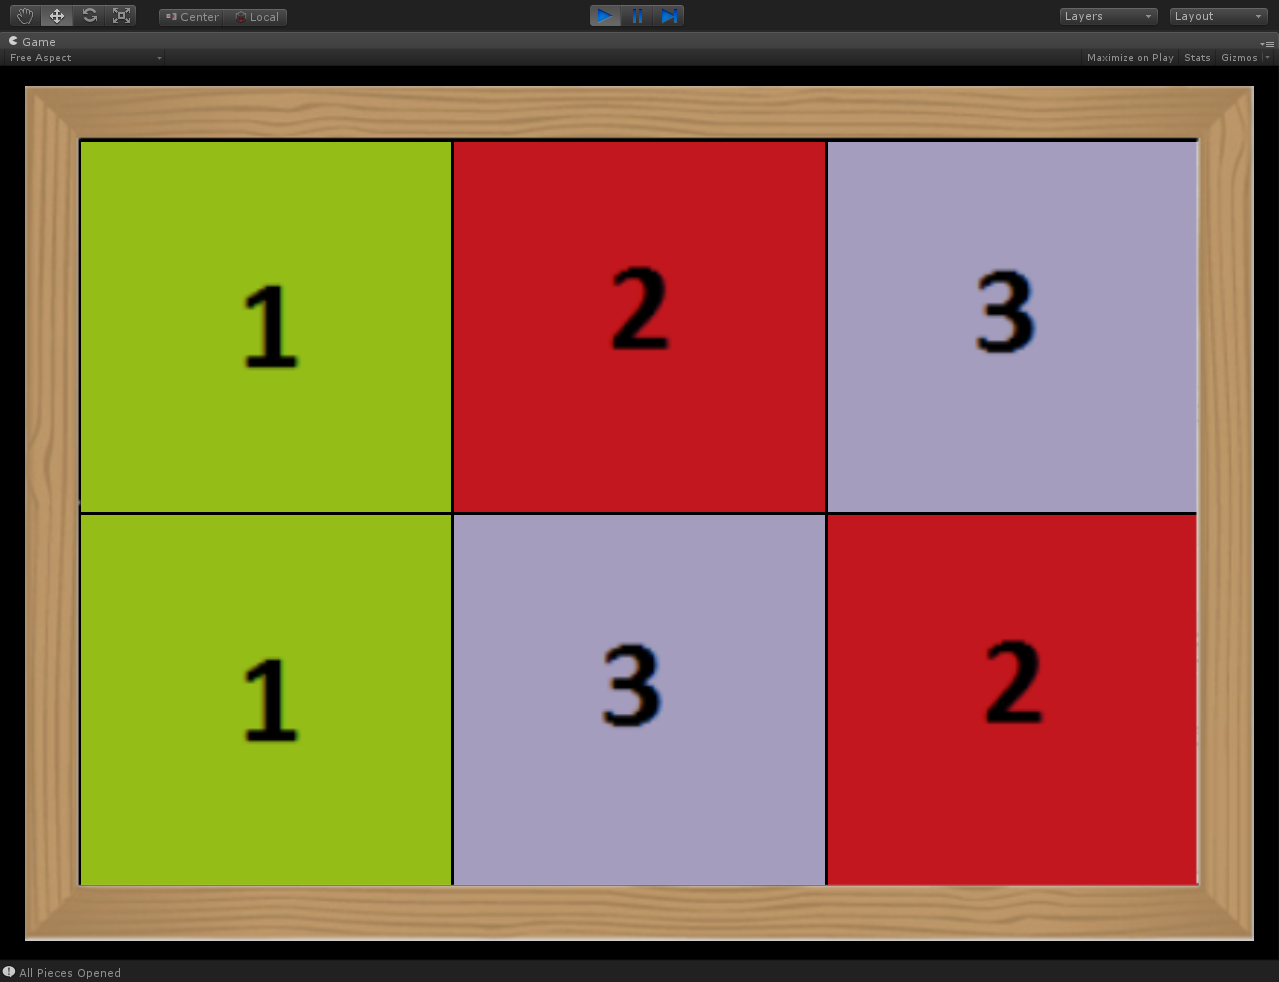 Center Local Layers Layout
Game
Free Aspect Maximize on Play Stats Gizmos
1 2 3
1 3 2
All Pieces Opened